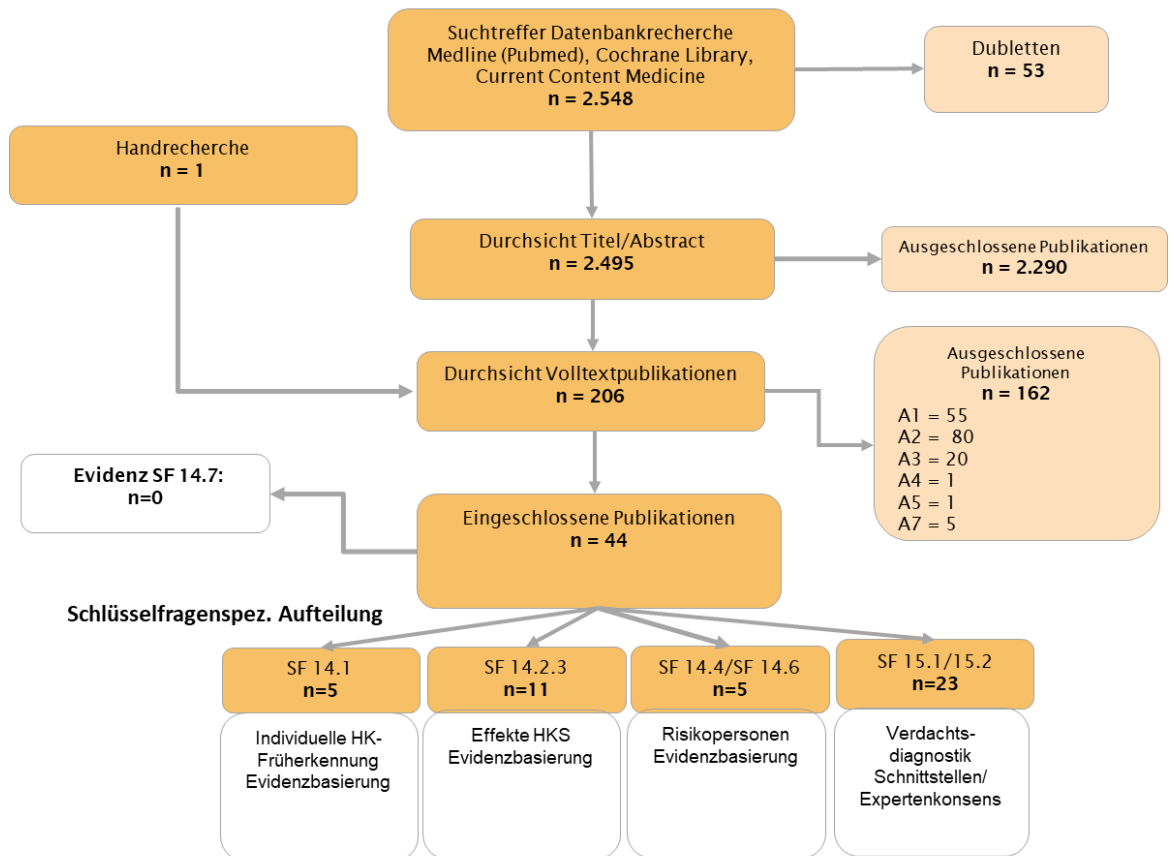 Suchtreffer Datenbankrecherche
Medline (Pubmed), Cochrane Library,
Current Content Medicine
n = 2.548
Dubletten
n = 53
Handrecherche
n = 1
Durchsicht Titel/Abstract
n = 2.495
Ausgeschlossene Publikationen
n = 2.290
Durchsicht Volltextpublikationen
n = 206
Ausgeschlossene
Publikationen
n = 162
A1 = 55
A2 = 80
A3 = 20
A4 = 1
A5 = 1
A7 = 5
Evidenz SF 14.7:
n=0
Eingeschlossene Publikationen
n = 44
Schlüsselfragenspez. Aufteilung
SF 14.1
n=5
Individuelle HK-
Früherkennung
Evidenzbasierung
SF 14.2.3
n=11
Effekte HKS
Evidenzbasierung
SF 14.4/SF 14.6
n=5
Risikopersonen
Evidenzbasierung
SF 15.1/15.2
n=23
Verdachts-
diagnostik
Schnittstellen/
Expertenkonsens